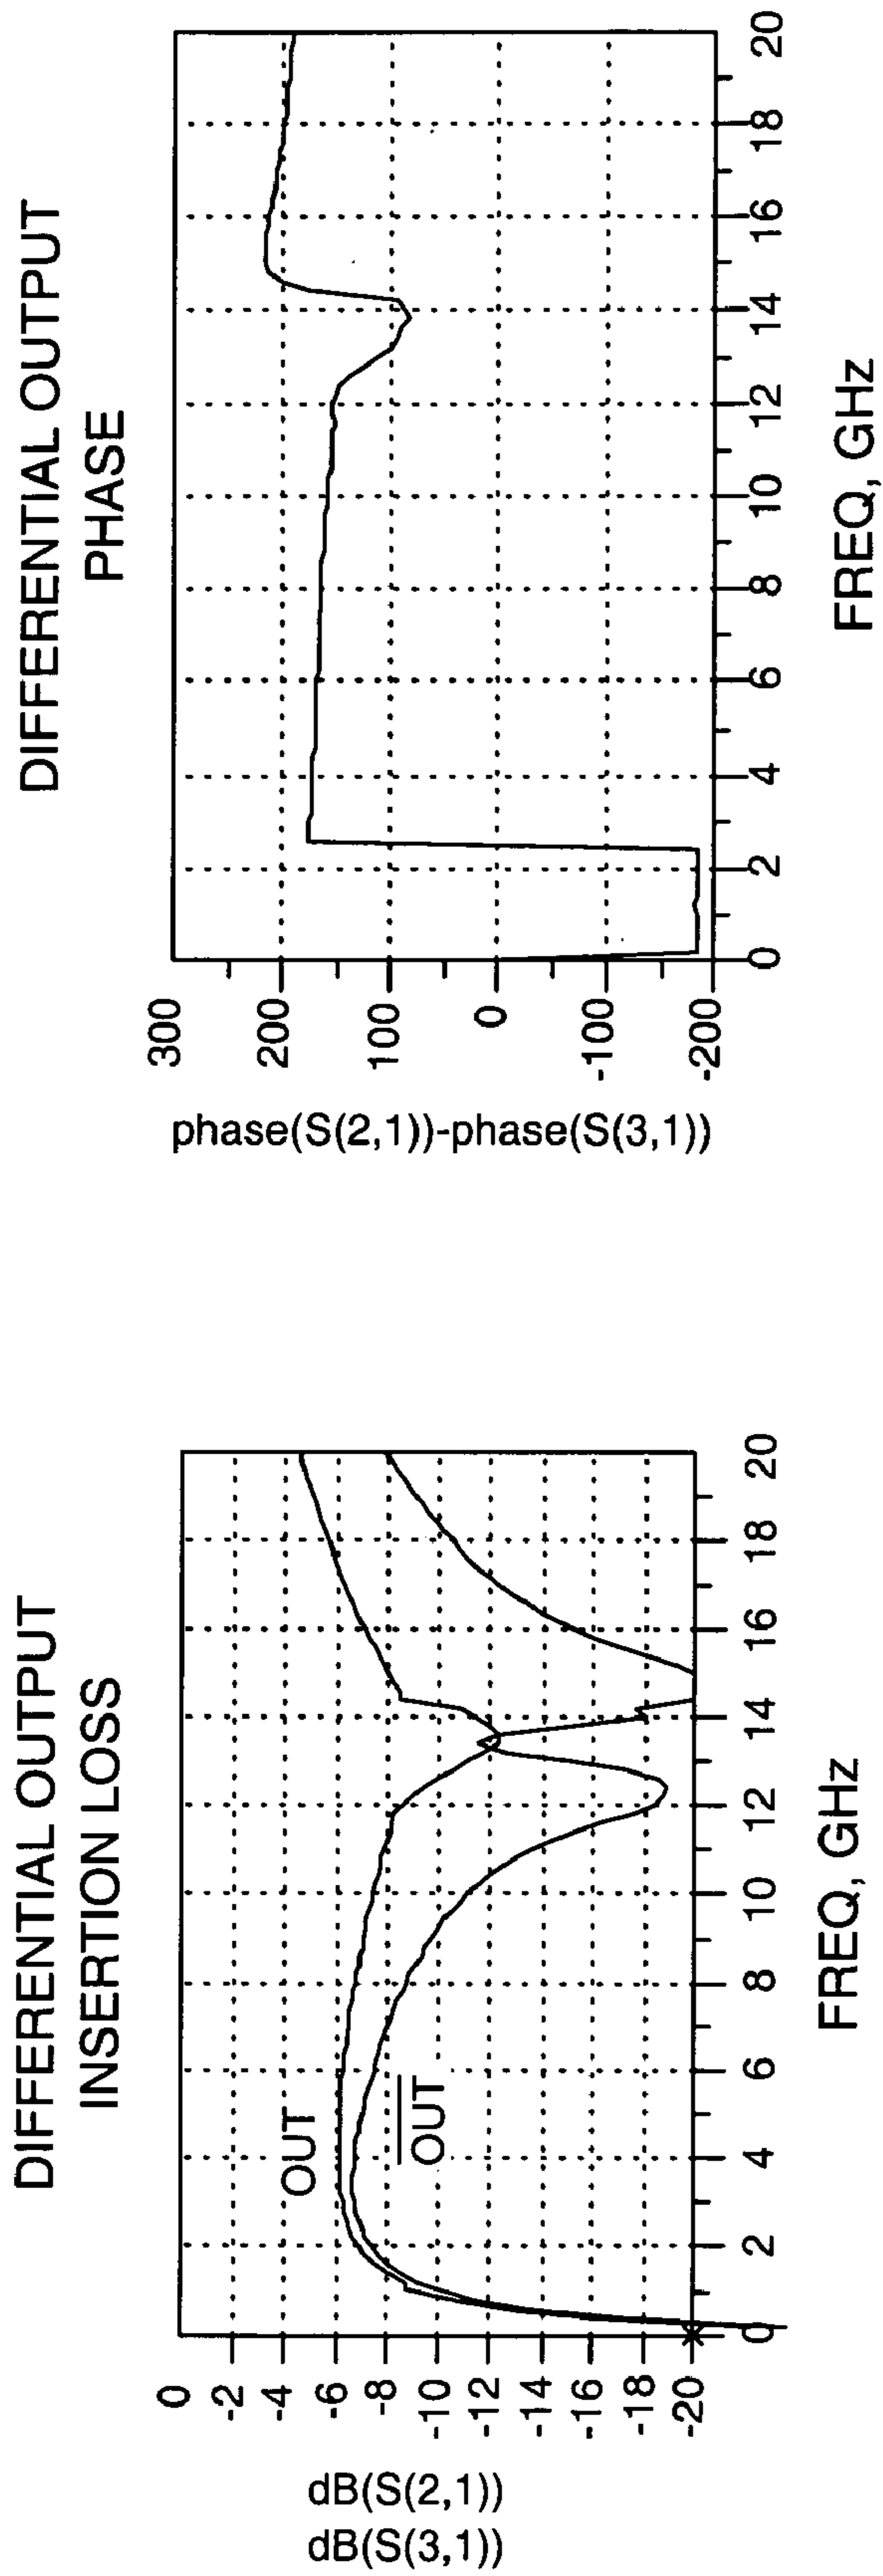 DIFFERENTIAL OUTPUT
INSERTION LOSS
dB(S(2,1))
dB(S(3,1))
0
-2
-4
-6
-8
-10
-12
-14
-16
-18
-20
OUT
OUT
0 2 4 6 8 10 12 14 16 18 20
FREQ, GHz
DIFFERENTIAL OUTPUT
PHASE
phase(S(2,1))-phase(S(3,1))
300
200
100
0
-100
-200
0 2 4 6 8 10 12 14 16 18 20
FREQ, GHz